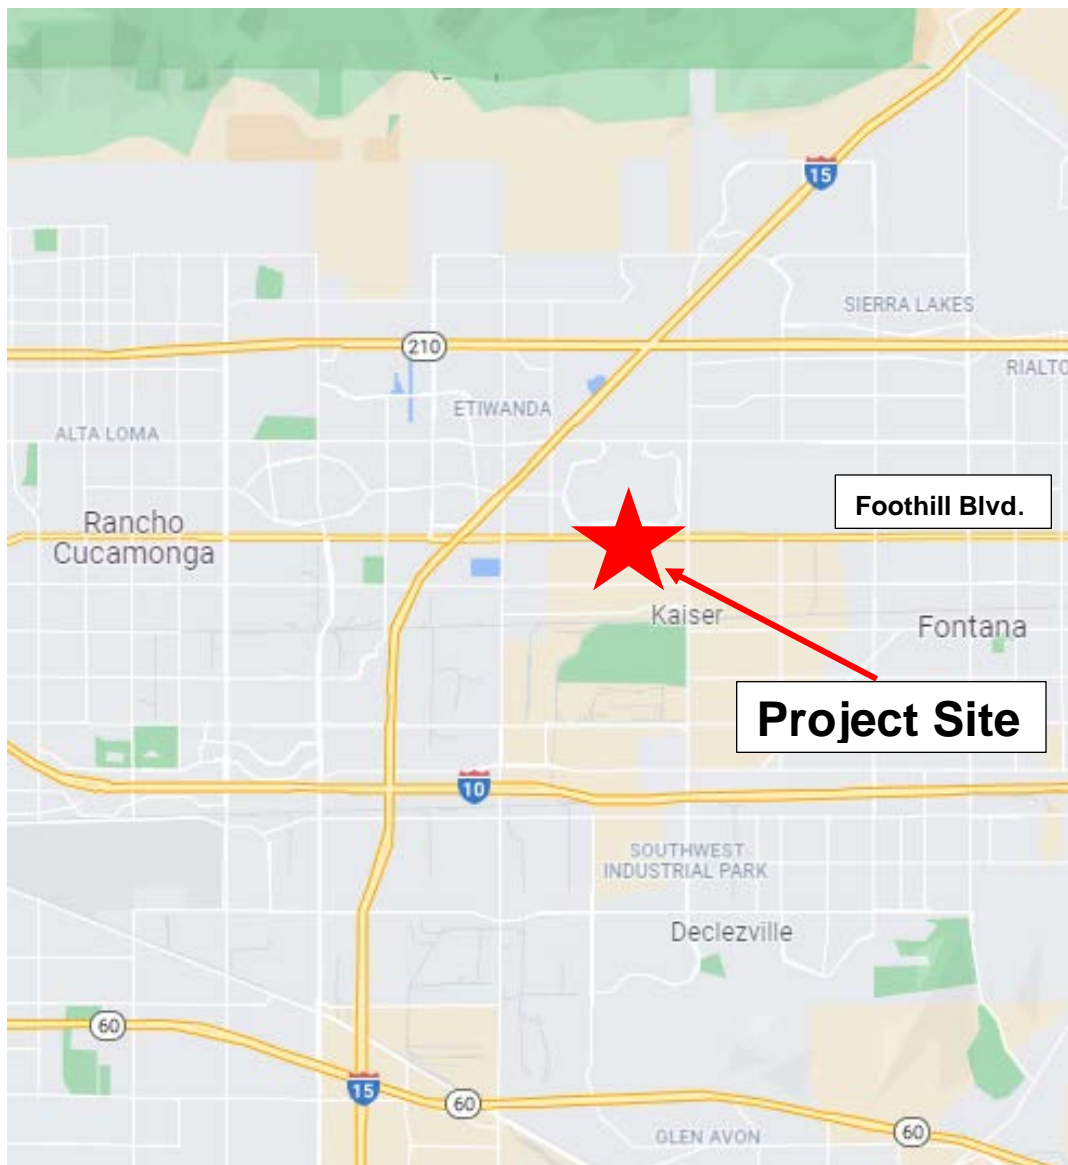 15
SIERRA LAKES
210
RIALTO
ETIWANDA
ALTA LOMA
Foothill Blvd.
Rancho
Cucamonga
Kaiser
Fontana
Project Site
10
SOUTHWEST
INDUSTRIAL PARK
Declezville
60
15
60
60
GLEN AVON